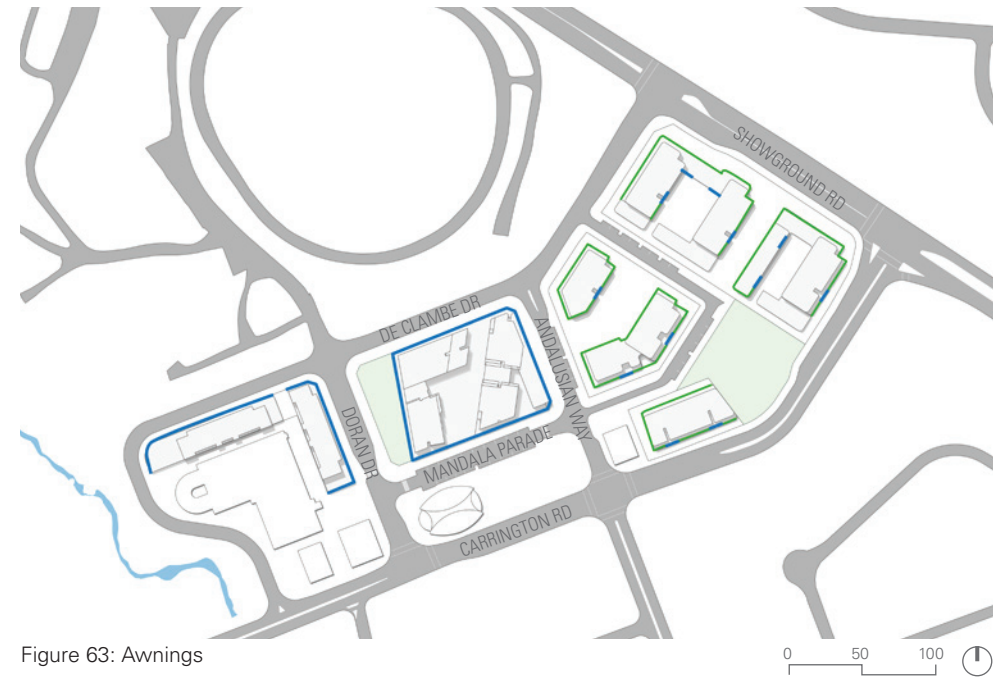 SHOWGROUND RD
DE CLAMBE DR
ANDALUSIAN WAY
DORAN DR
MANDALA PARADE
CARRINGTON RD
Figure 63: Awnings
0 50 100